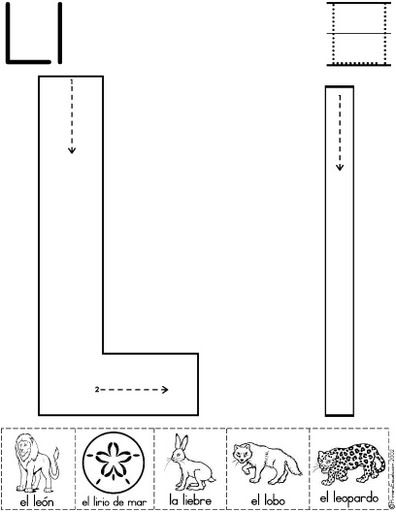 Ll
1
1
2
el león
el lirio de mar
la liebre
el lobo
el leopardo